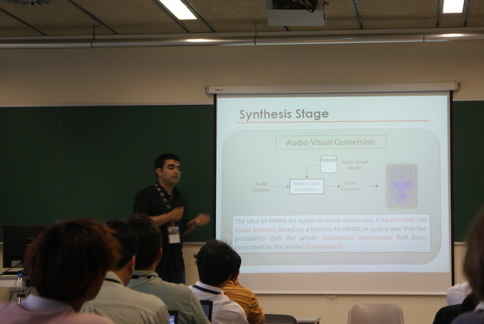 Synthesis Stage
Audio-Visual Conversion
Audio-Visual
Model
Audio
Features
Audio-Visual
Conversion
Visual
Features
The idea of HMMI for audio-to-visual conversion is to estimate the
visual features based on a trained AV-HMM, in such a way that the
probability that the whole audiovisual observation had been
generated by the model is maximized.